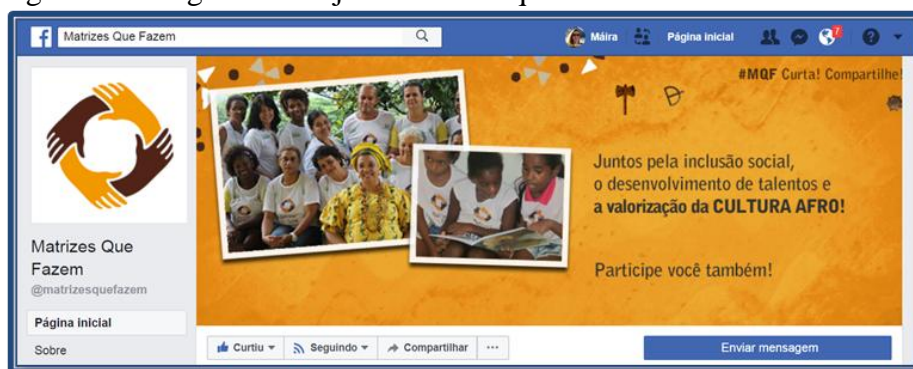 Matrizes Que Fazem
Máira
Página inicial
7
?
#MQF Curta! Compartilhe!
Juntos pela inclusão social,
o desenvolvimento de talentos e
a valorização da CULTURA AFRO!
Participe você também!
Matrizes Que
Fazem
@matrizesquefazem
Página inicial
Sobre
Curtiu
Seguindo
Compartilhar
Enviar mensagem